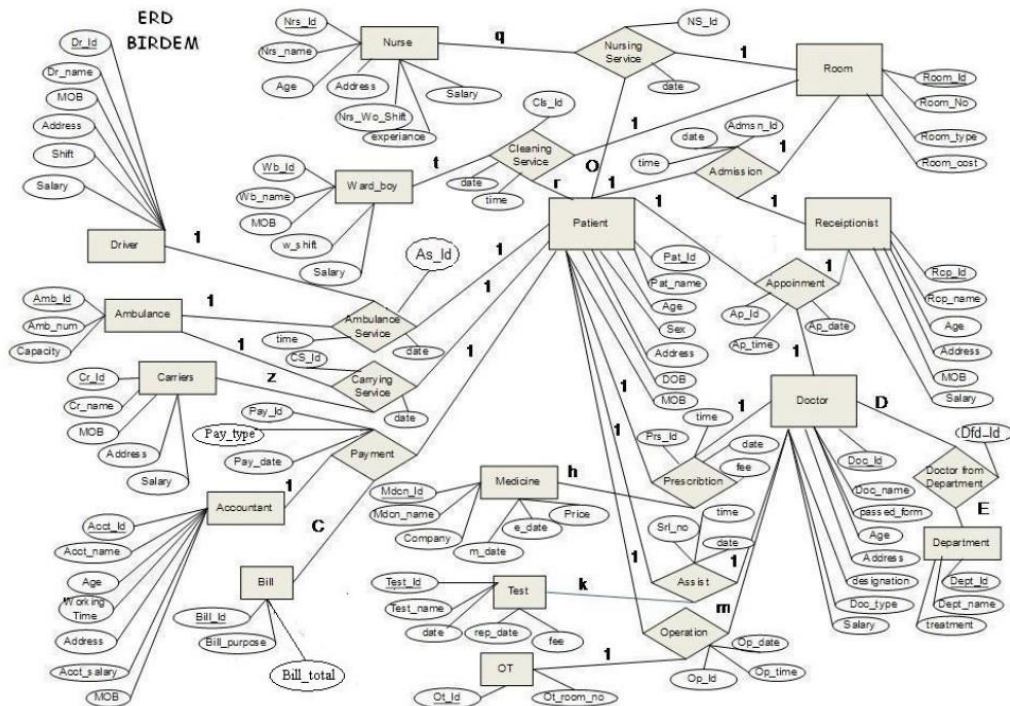 ERD
BIRDEM
Dr_Id
Dr_name
MOB
Address
Shift
Salary
Driver
1
Nrs_Id
Nrs_name
Age
Address
Nrs_Wo_Shift
experiance
Salary
Nurse
q
Nursing
Service
NS_Id
date
1
O
Room
Room_Id
Room_No
Room_type
Room_cost
Cls_Id
Cleaning
Service
date
time
t
r
1
Wb_Id
Wb_name
MOB
w_shift
Salary
Ward_boy
date
Admsn_Id
time
Admission
1
1
1
Receiptionist
Rcp_Id
Rcp_name
Age
Address
MOB
Salary
Patient
Pat_Id
Pat_name
Age
Sex
Address
DOB
MOB
1
Appoinment
1
Ap_Id
Ap_time
Ap_date
1
As_Id
Ambulance
Service
time
date
1
1
Amb_Id
Amb_num
Capacity
Ambulance
1
CS_Id
Carrying
Service
date
z
1
Cr_Id
Cr_name
MOB
Address
Salary
Carriers
Pay_Id
Pay_type
Pay_date
Payment
1
1
C
Acct_Id
Acct_name
Age
Working
Time
Address
Acct_salary
MOB
Accountant
Bill
Bill_Id
Bill_purpose
Bill_total
Doctor
Doc_Id
Doc_name
passed_form
Age
Address
designation
Doc_type
Salary
D
Dfd_Id
Doctor from
Department
E
Department
Dept_Id
Dept_name
treatment
1
Prs_Id
time
date
fee
Prescribtion
1
Mdcn_Id
Mdcn_name
Company
m_date
e_date
Price
Medicine
h
Srl_no
time
date
Assist
1
1
Test_Id
Test_name
date
rep_date
fee
Test
k
m
Operation
Op_date
Op_time
Op_Id
1
OT
Ot_Id
Ot_room_no